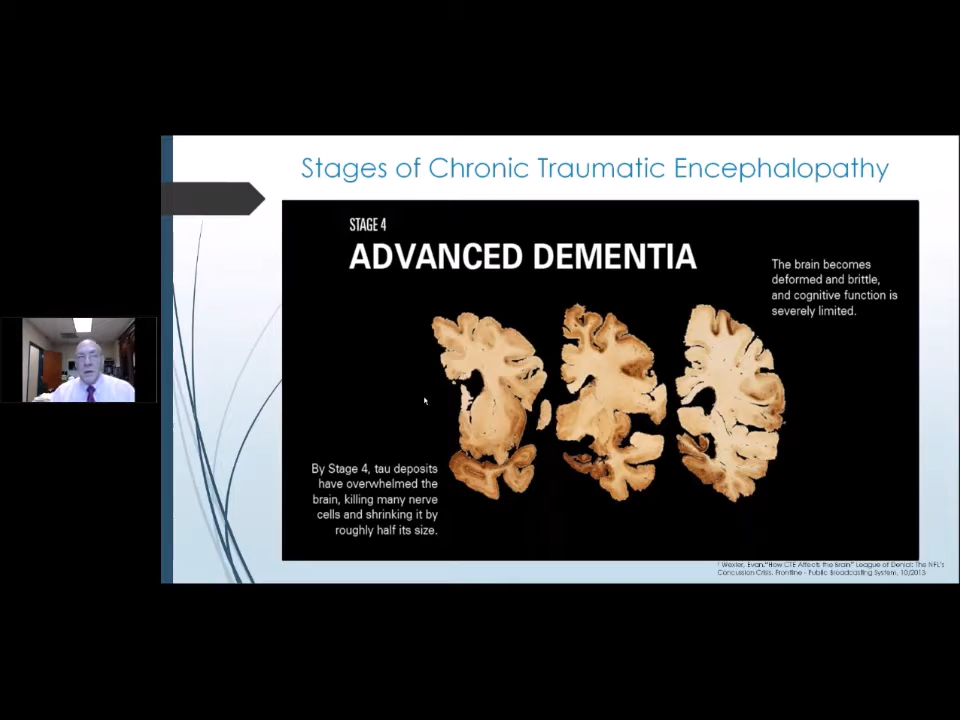 Stages of Chronic Traumatic Encephalopathy
STAGE 4
ADVANCED DEMENTIA
The brain becomes
deformed and brittle,
and cognitive function is
severely limited.
By Stage 4, tau deposits
have overwhelmed the
brain, killing many nerve
cells and shrinking it by
roughly half its size.
¹ Wexler, Evan."How CTE Affects the Brain" League of Denial: The NFL's
Concussion Crisis. Frontline - Public Broadcasting System, 10/2013